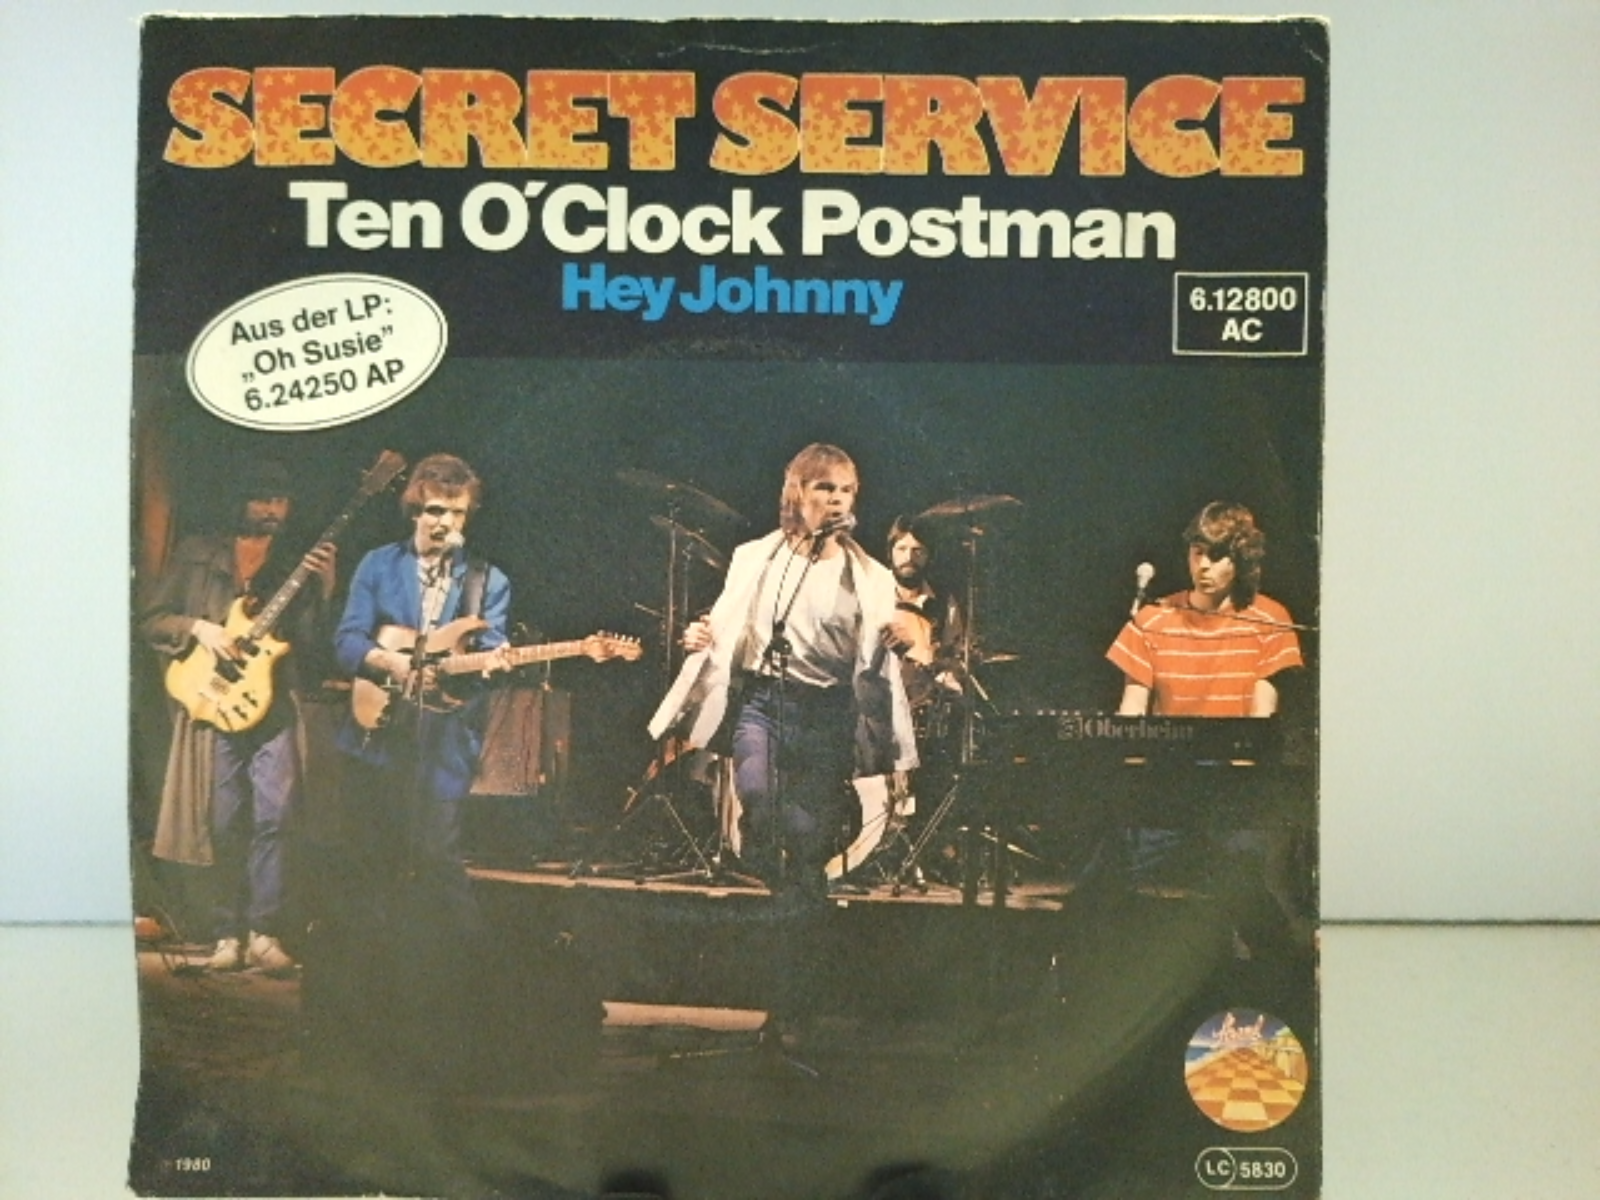 SECRET SERVICE
Ten O´Clock Postman
Hey Johnny
Aus der LP:
„Oh Susie”
6.24250 AP
6.12800
AC
Oberheim
1980
LC 5830